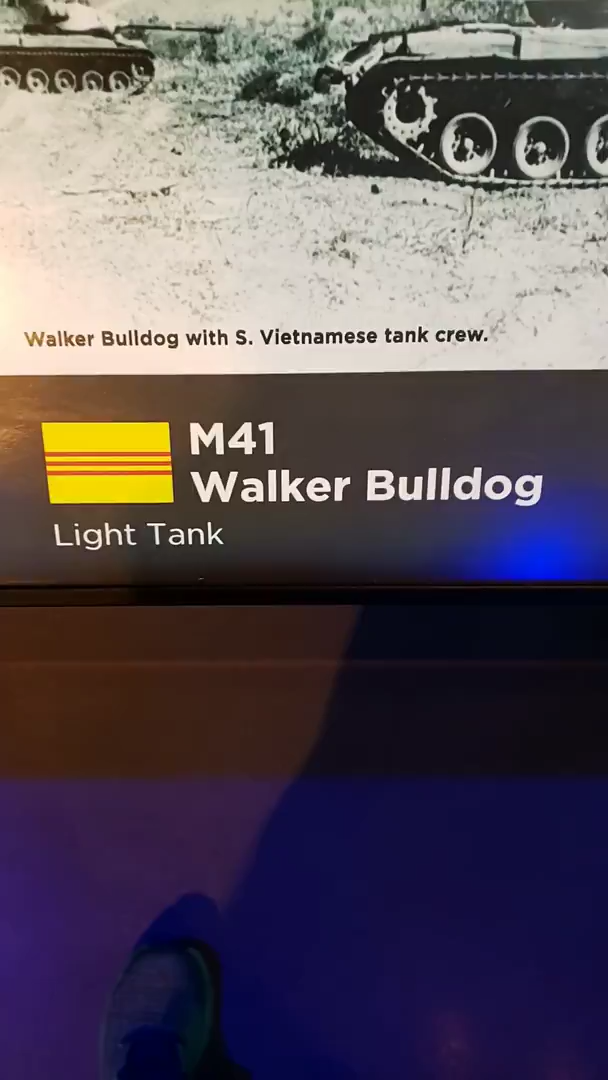 Walker Bulldog with S. Vietnamese tank crew.
M41
Walker Bulldog
Light Tank